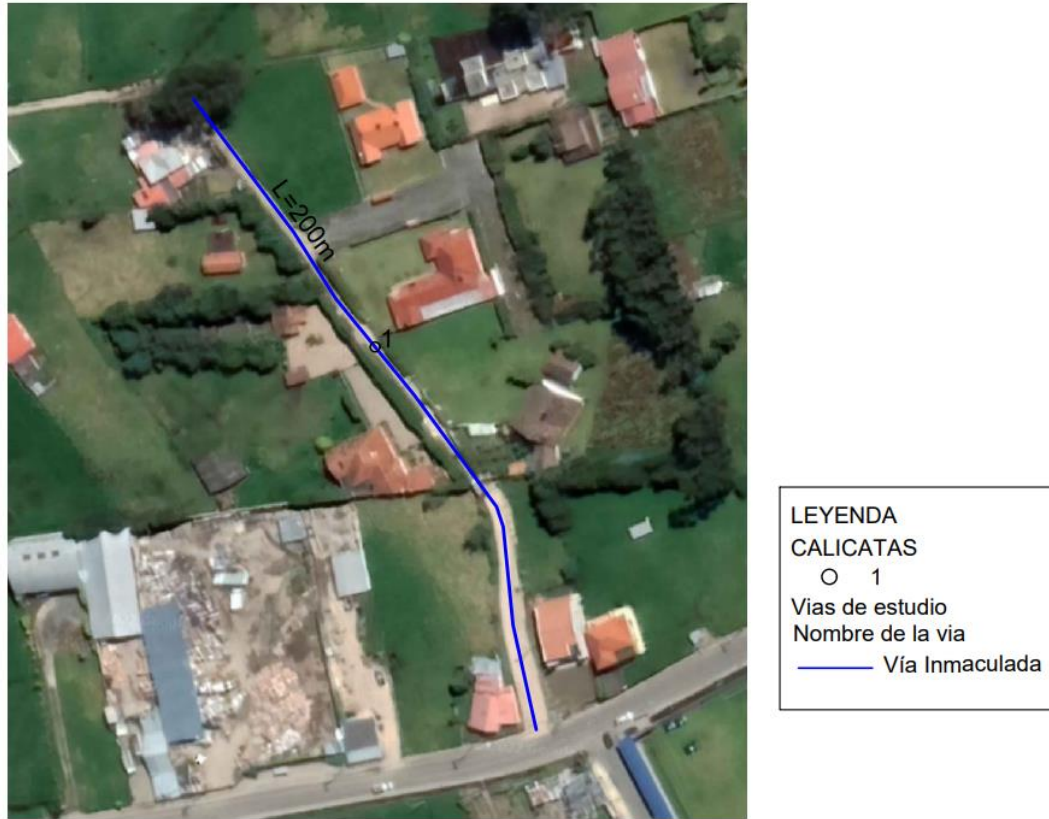 L=200m
1
LEYENDA
CALICATAS
1
Vias de estudio
Nombre de la via
Vía Inmaculada